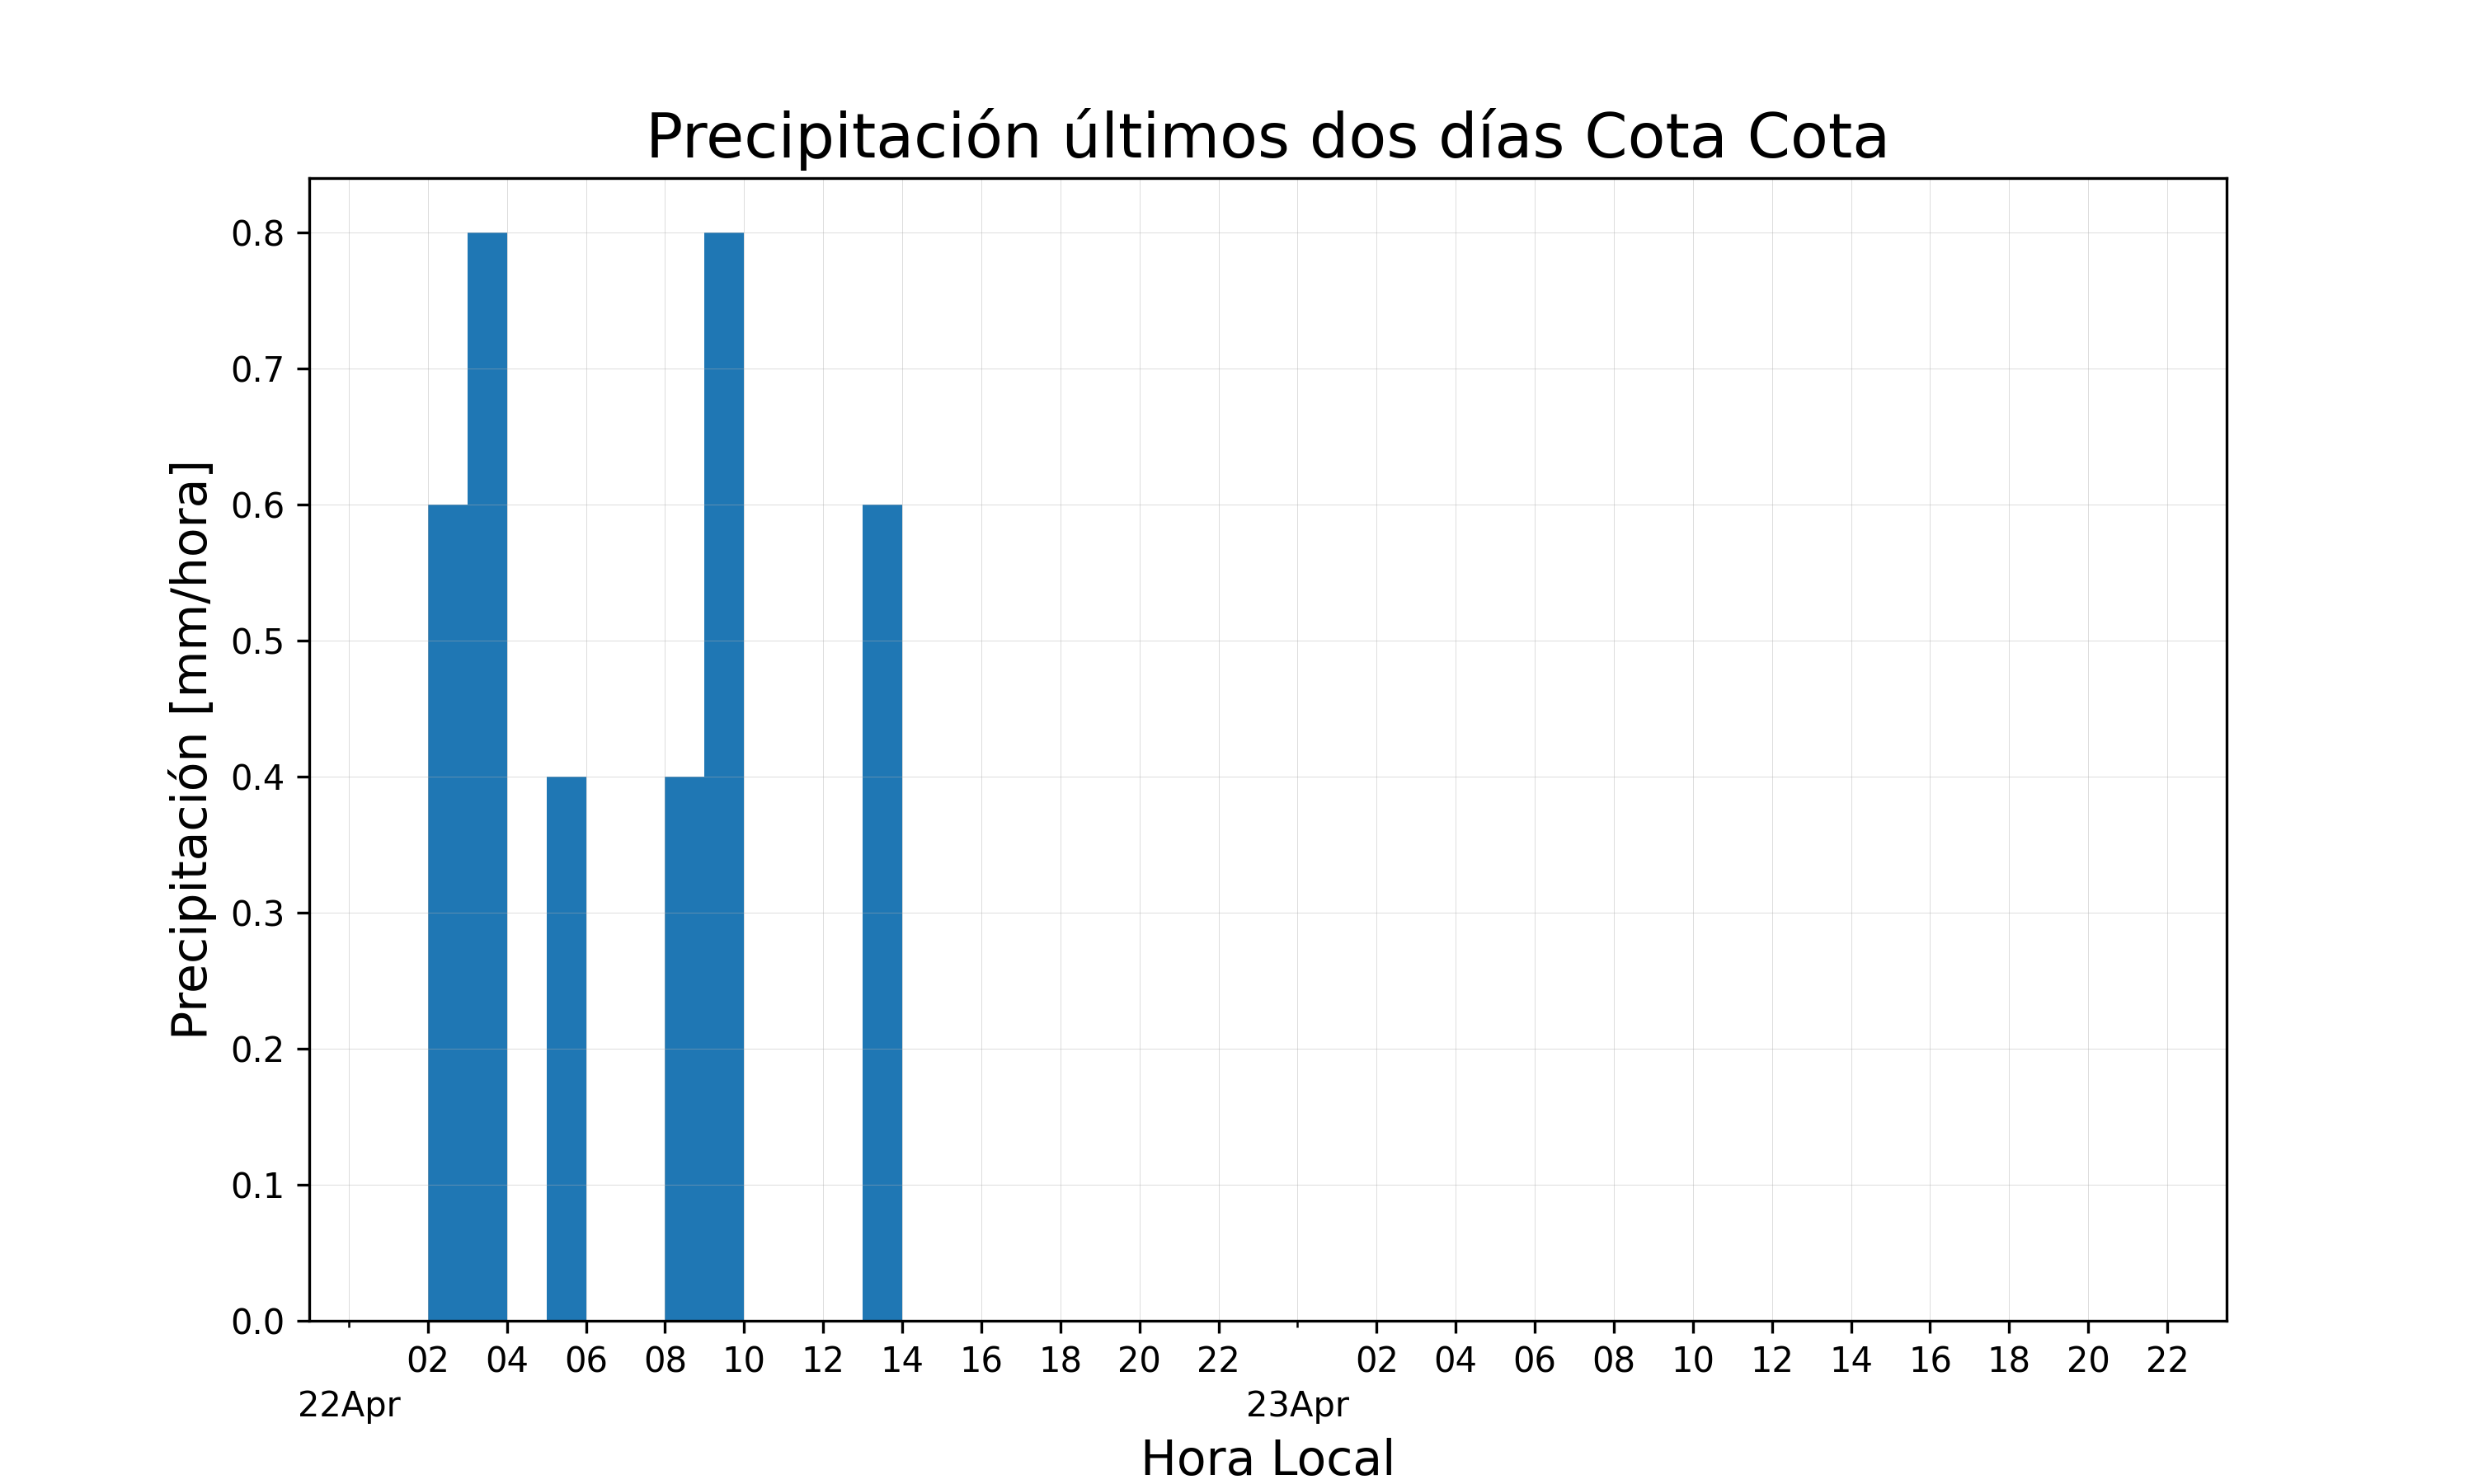 Precipitación últimos dos días Cota Cota
Precipitación [mm/hora]
0.8
0.7
0.6
0.5
0.4
0.3
0.2
0.1
0.0
02 04 06 08 10 12 14 16 18 20 22 02 04 06 08 10 12 14 16 18 20 22
22Apr 23Apr
Hora Local